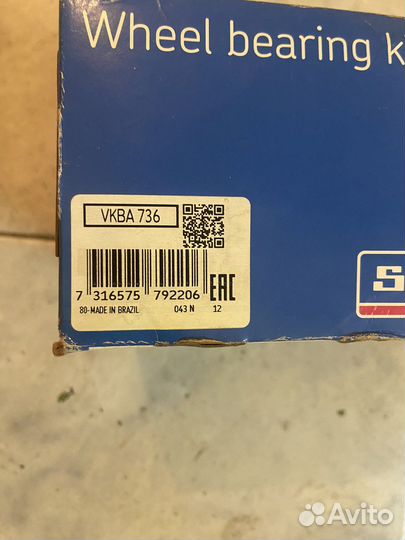 Wheel bearing k
VKBA 736
7 316575 792206
EAC
80-MADE IN BRAZIL 043 N 12
S
Avito